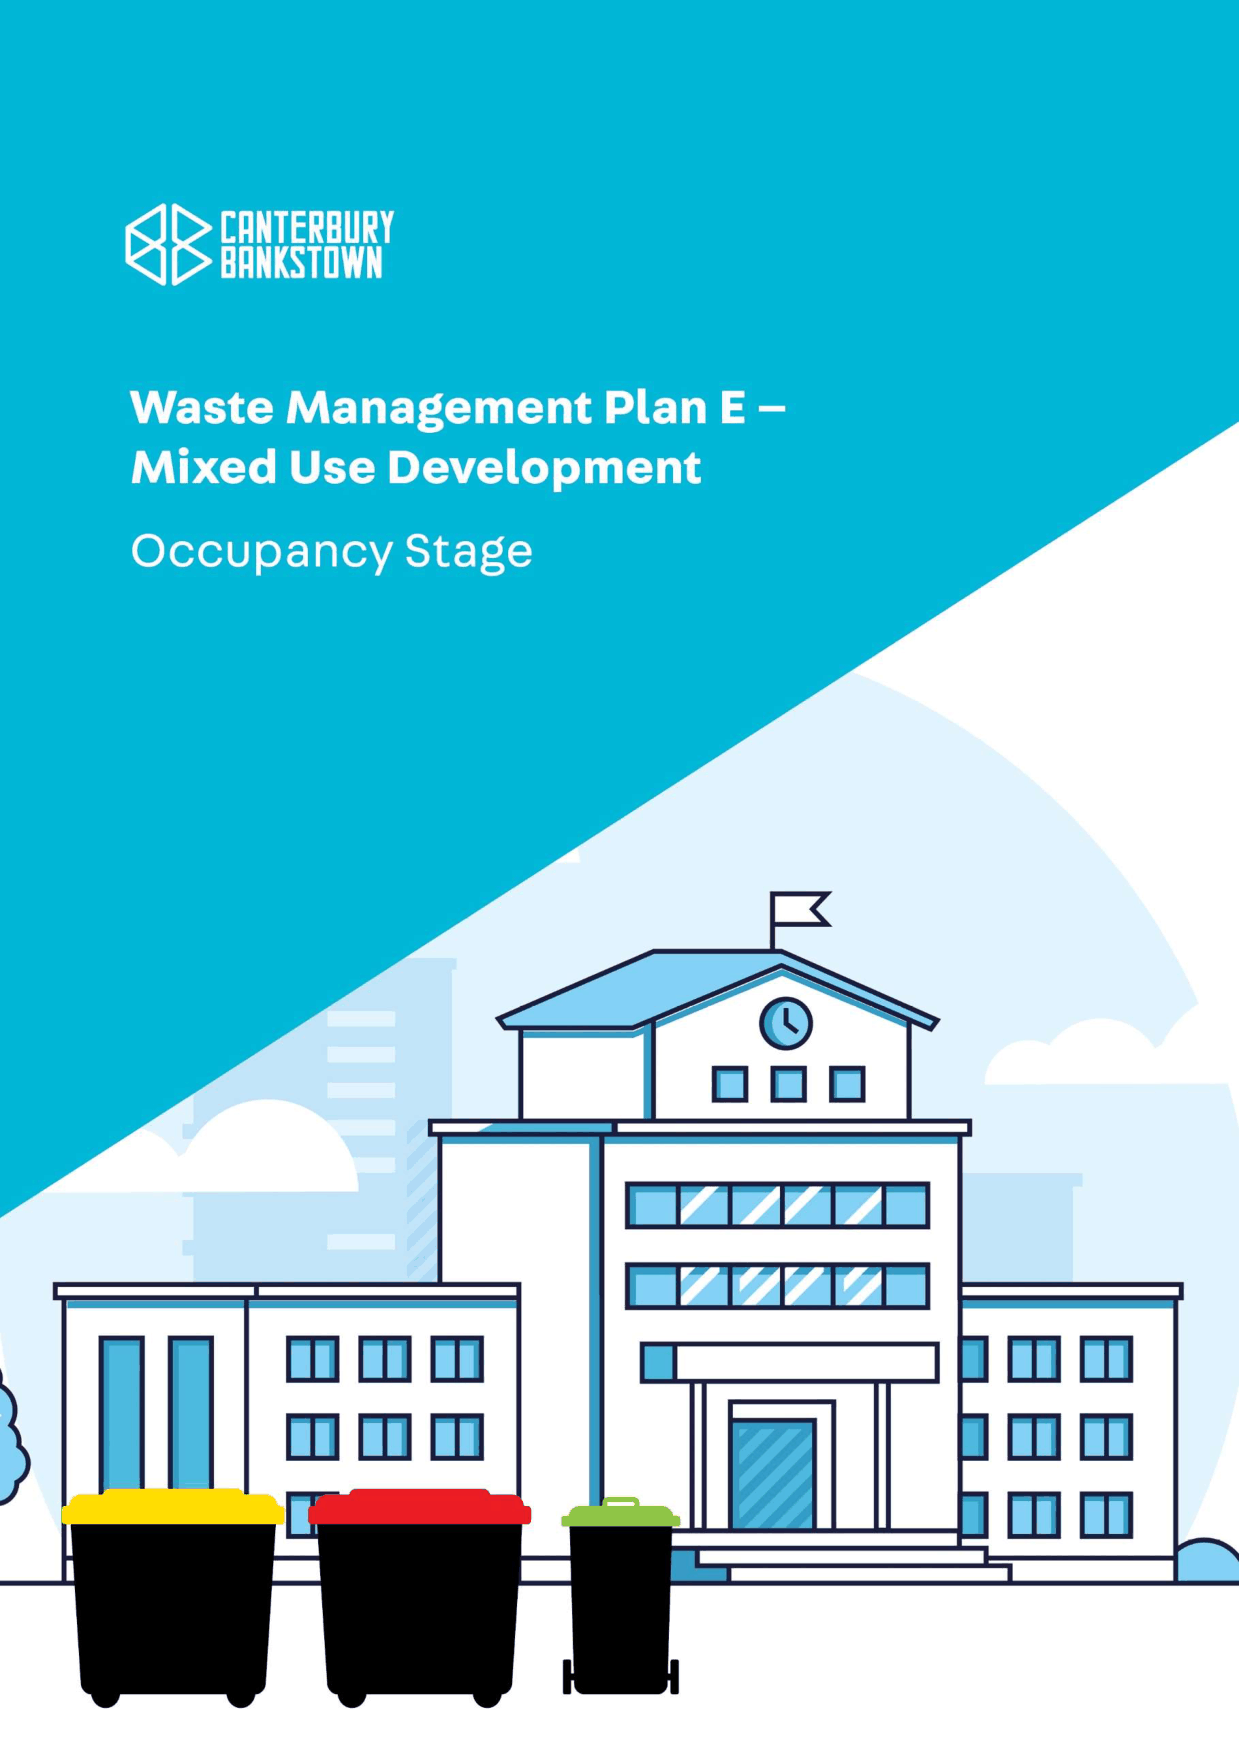 CANTERBURY
BANKSTOWN
Waste Management Plan E –
Mixed Use Development
Occupancy Stage